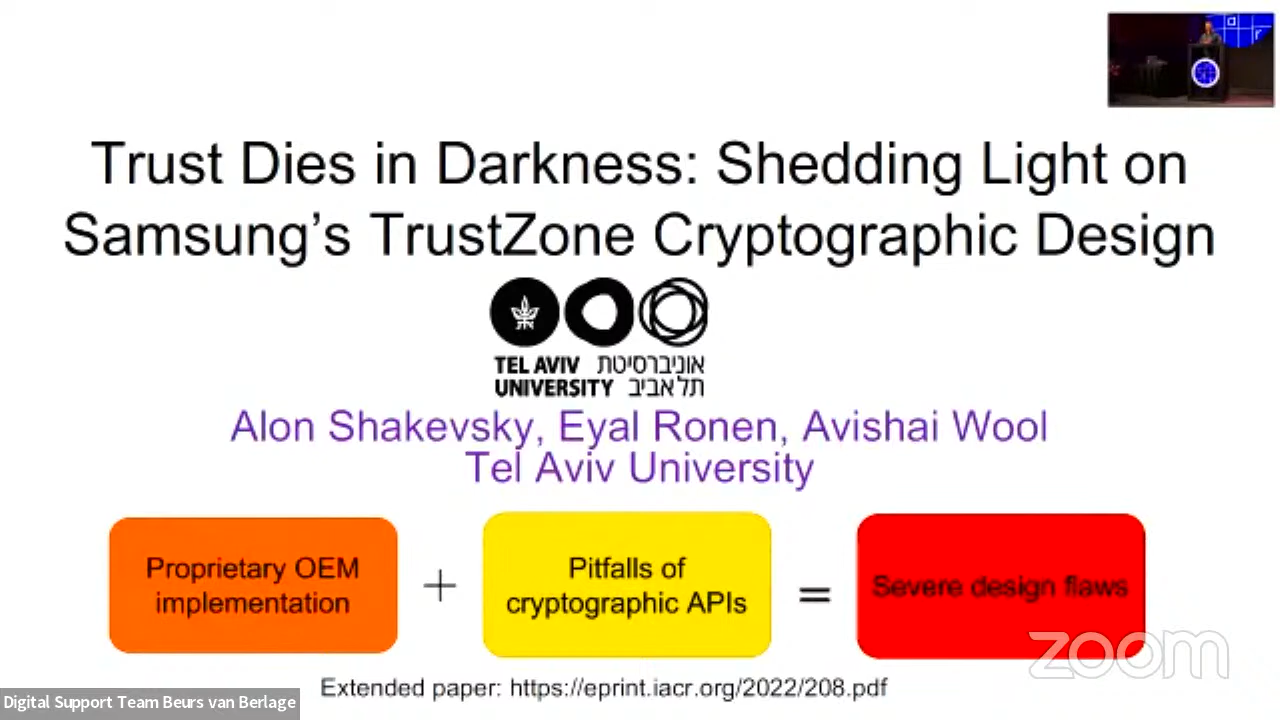 Trust Dies in Darkness: Shedding Light on
Samsung's TrustZone Cryptographic Design
TEL AVIV אוניברסיטת
UNIVERSITY תל אביב
Alon Shakevsky, Eyal Ronen, Avishai Wool
Tel Aviv University
Proprietary OEM
implementation
+
Pitfalls of
cryptographic APIs
=
Severe design flaws
zoom
Extended paper: https://eprint.iacr.org/2022/208.pdf
Digital Support Team Beurs van Berlage